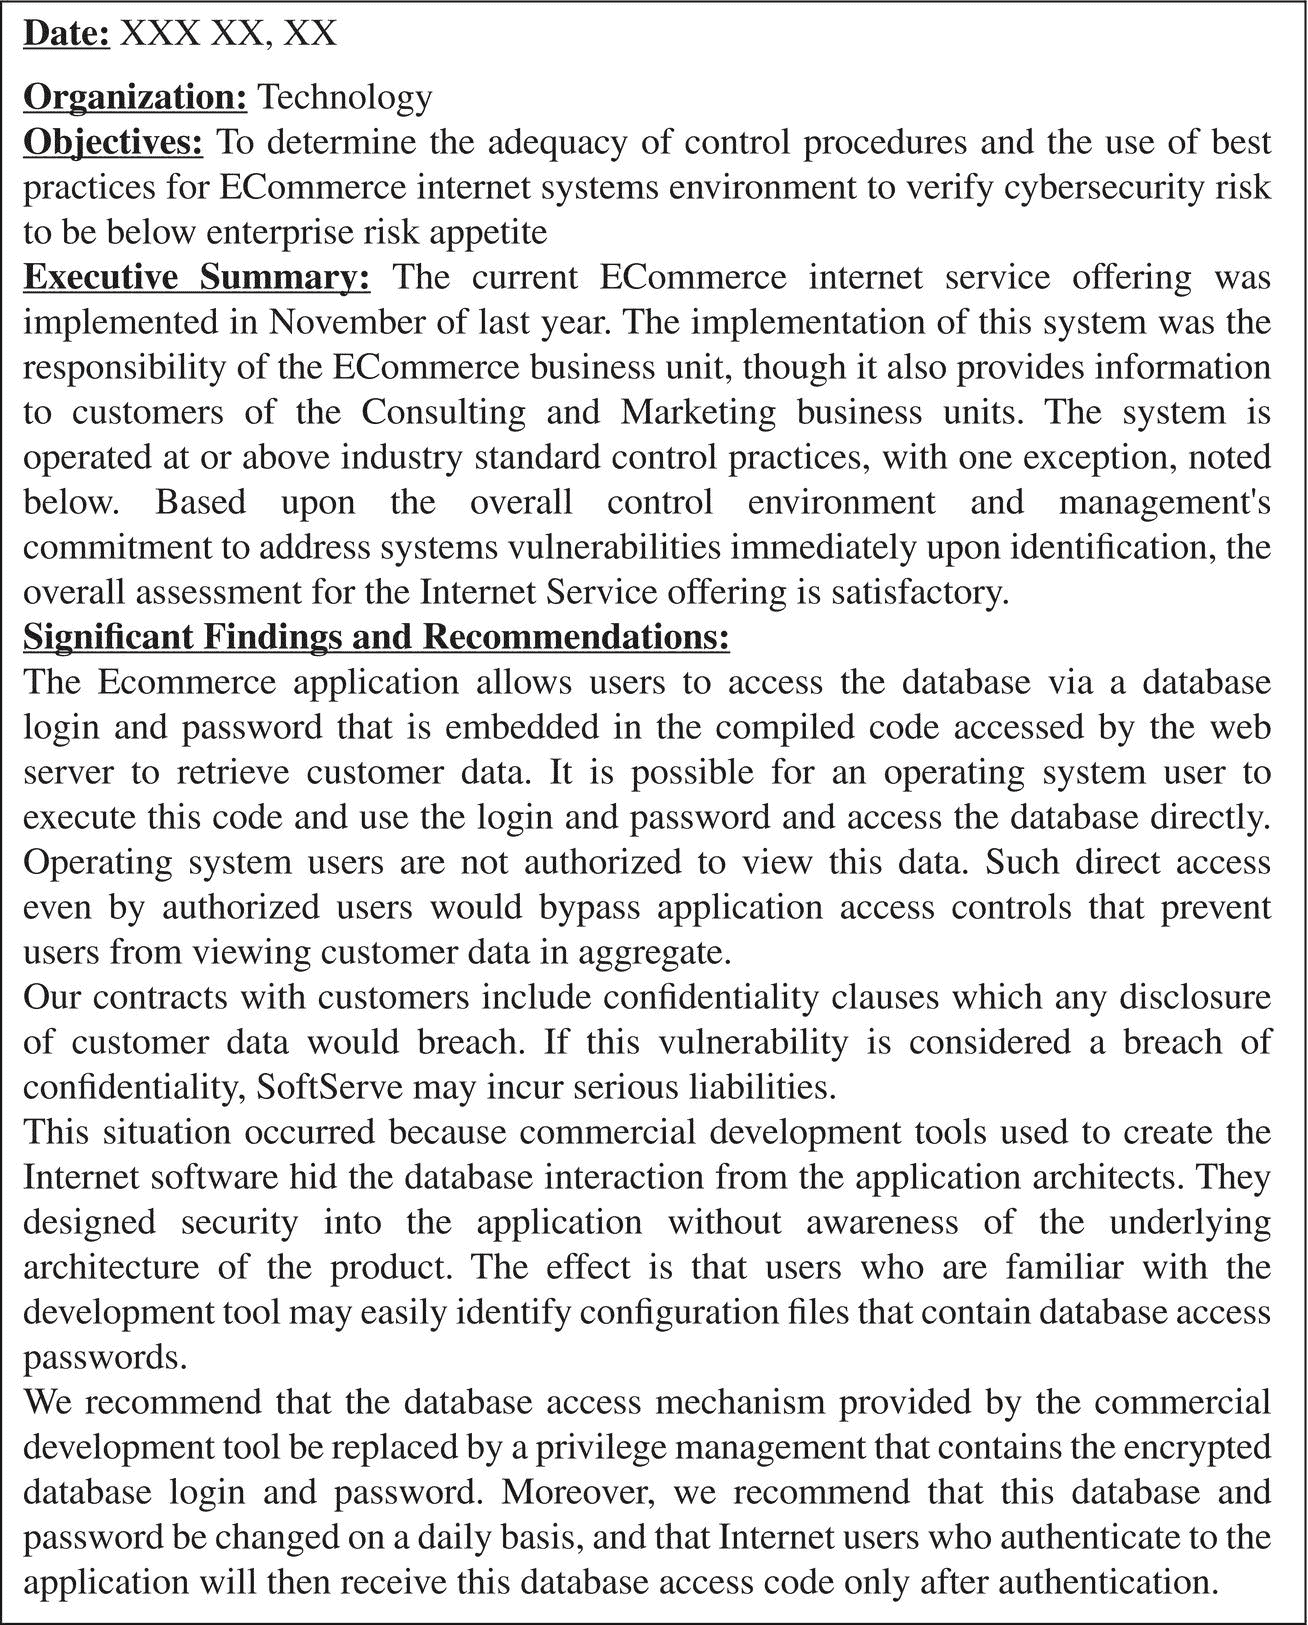 Date: XXX XX, XX
Organization: Technology
Objectives: To determine the adequacy of control procedures and the use of best
practices for ECommerce internet systems environment to verify cybersecurity risk
to be below enterprise risk appetite
Executive Summary: The current ECommerce internet service offering was
implemented in November of last year. The implementation of this system was the
responsibility of the ECommerce business unit, though it also provides information
to customers of the Consulting and Marketing business units. The system is
operated at or above industry standard control practices, with one exception, noted
below. Based upon the overall control environment and management's
commitment to address systems vulnerabilities immediately upon identification, the
overall assessment for the Internet Service offering is satisfactory.
Significant Findings and Recommendations:
The Ecommerce application allows users to access the database via a database
login and password that is embedded in the compiled code accessed by the web
server to retrieve customer data. It is possible for an operating system user to
execute this code and use the login and password and access the database directly.
Operating system users are not authorized to view this data. Such direct access
even by authorized users would bypass application access controls that prevent
users from viewing customer data in aggregate.
Our contracts with customers include confidentiality clauses which any disclosure
of customer data would breach. If this vulnerability is considered a breach of
confidentiality, SoftServe may incur serious liabilities.
This situation occurred because commercial development tools used to create the
Internet software hid the database interaction from the application architects. They
designed security into the application without awareness of the underlying
architecture of the product. The effect is that users who are familiar with the
development tool may easily identify configuration files that contain database access
passwords.
We recommend that the database access mechanism provided by the commercial
development tool be replaced by a privilege management that contains the encrypted
database login and password. Moreover, we recommend that this database and
password be changed on a daily basis, and that Internet users who authenticate to the
application will then receive this database access code only after authentication.